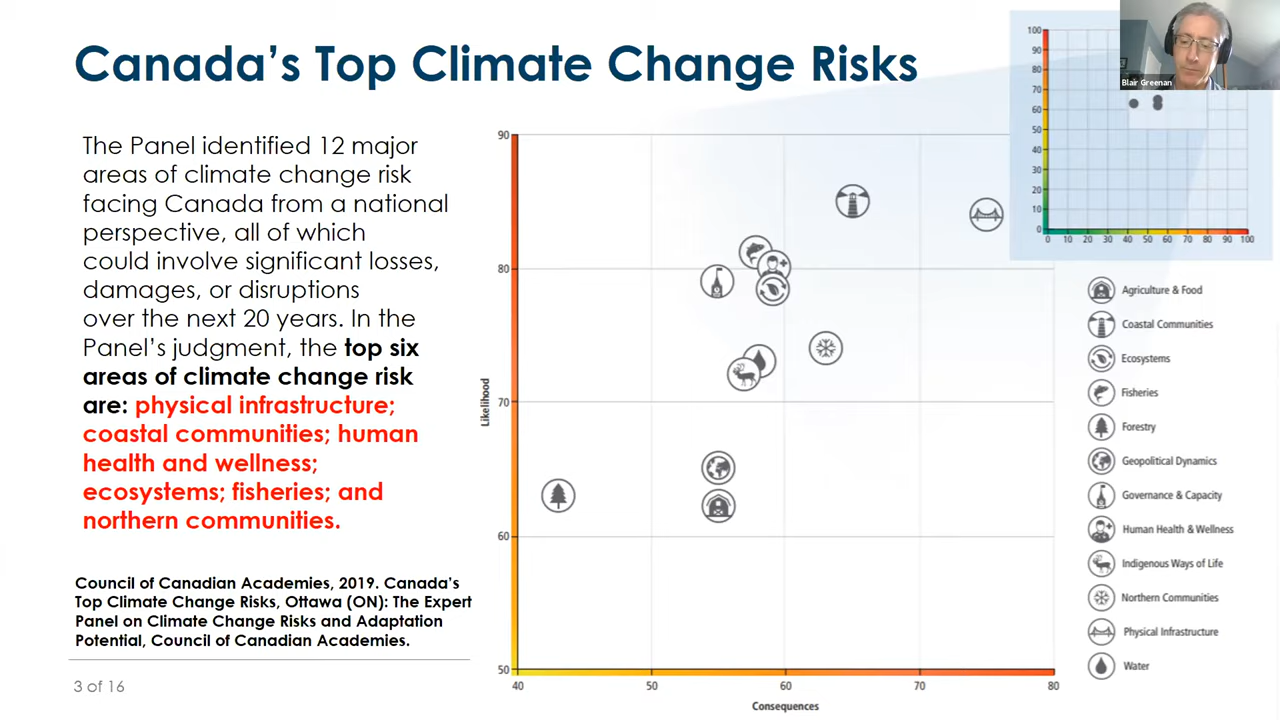 Canada’s Top Climate Change Risks
Blair Greenan
The Panel identified 12 major
areas of climate change risk
facing Canada from a national
perspective, all of which
could involve significant losses,
damages, or disruptions
over the next 20 years. In the
Panel’s judgment, the top six
areas of climate change risk
are: physical infrastructure;
coastal communities; human
health and wellness;
ecosystems; fisheries; and
northern communities.
Council of Canadian Academies, 2019. Canada’s
Top Climate Change Risks, Ottawa (ON): The Expert
Panel on Climate Change Risks and Adaptation
Potential, Council of Canadian Academies.
3 of 16
90
80
70
60
50
Likelihood
40 50 60 70 80
Consequences
100
90
80
70
60
50
40
30
20
10
0
0 10 20 30 40 50 60 70 80 90 100
Agriculture & Food
Coastal Communities
Ecosystems
Fisheries
Forestry
Geopolitical Dynamics
Governance & Capacity
Human Health & Wellness
Indigenous Ways of Life
Northern Communities
Physical Infrastructure
Water